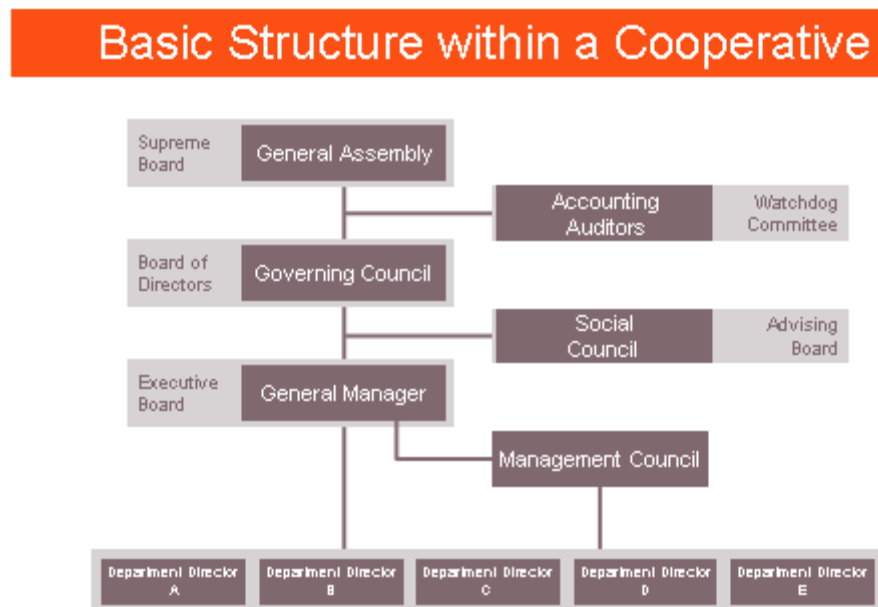 Basic Structure within a Cooperative
Supreme
Board
General Assembly
Accounting
Auditors
Watchdog
Committee
Board of
Directors
Governing Council
Social
Council
Advising
Board
Executive
Board
General Manager
Management Council
Department Director
A
Department Director
B
Department Director
C
Department Director
D
Department Director
E